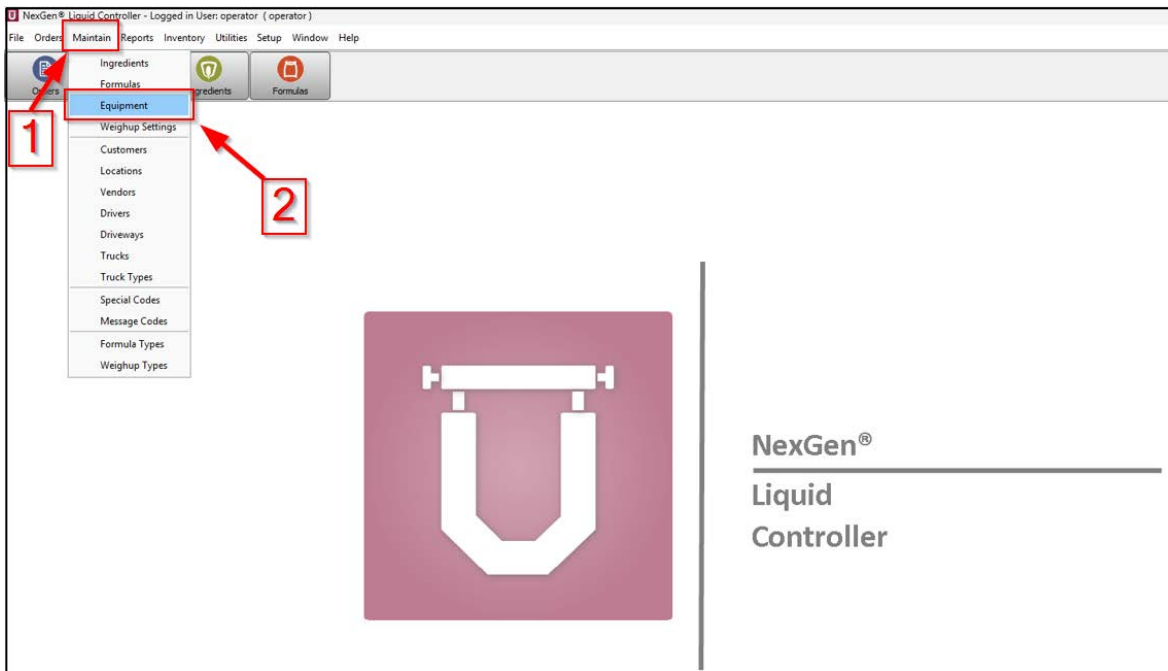 NexGen® Liquid Controller - Logged in User: operator ( operator )
File Orders Maintain Reports Inventory Utilities Setup Window Help
Formulas
Ingredients
Formulas
Equipment
Weighup Settings
Customers
Locations
Vendors
Drivers
Driveways
Trucks
Truck Types
Special Codes
Message Codes
Formula Types
Weighup Types
1
2
NexGen®
Liquid
Controller